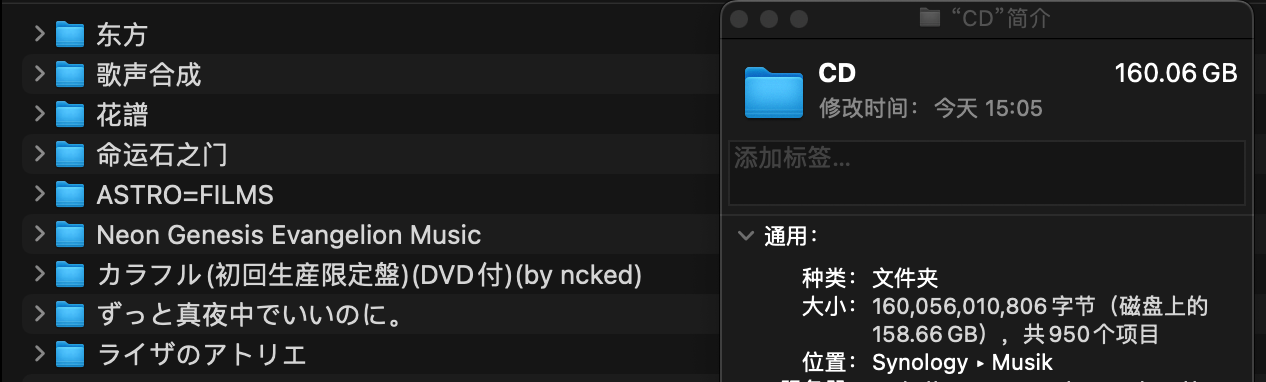 东方
歌声合成
花譜
命运石之门
ASTRO=FILMS
Neon Genesis Evangelion Music
カラフル(初回生産限定盤)(DVD付)(by ncked)
ずっと真夜中でいいのに。
ライザのアトリエ
“CD”简介
CD
160.06 GB
修改时间：今天 15:05
添加标签...
通用：
种类：文件夹
大小：160,056,010,806 字节（磁盘上的
158.66 GB），共 950 个项目
位置：Synology ▸ Musik